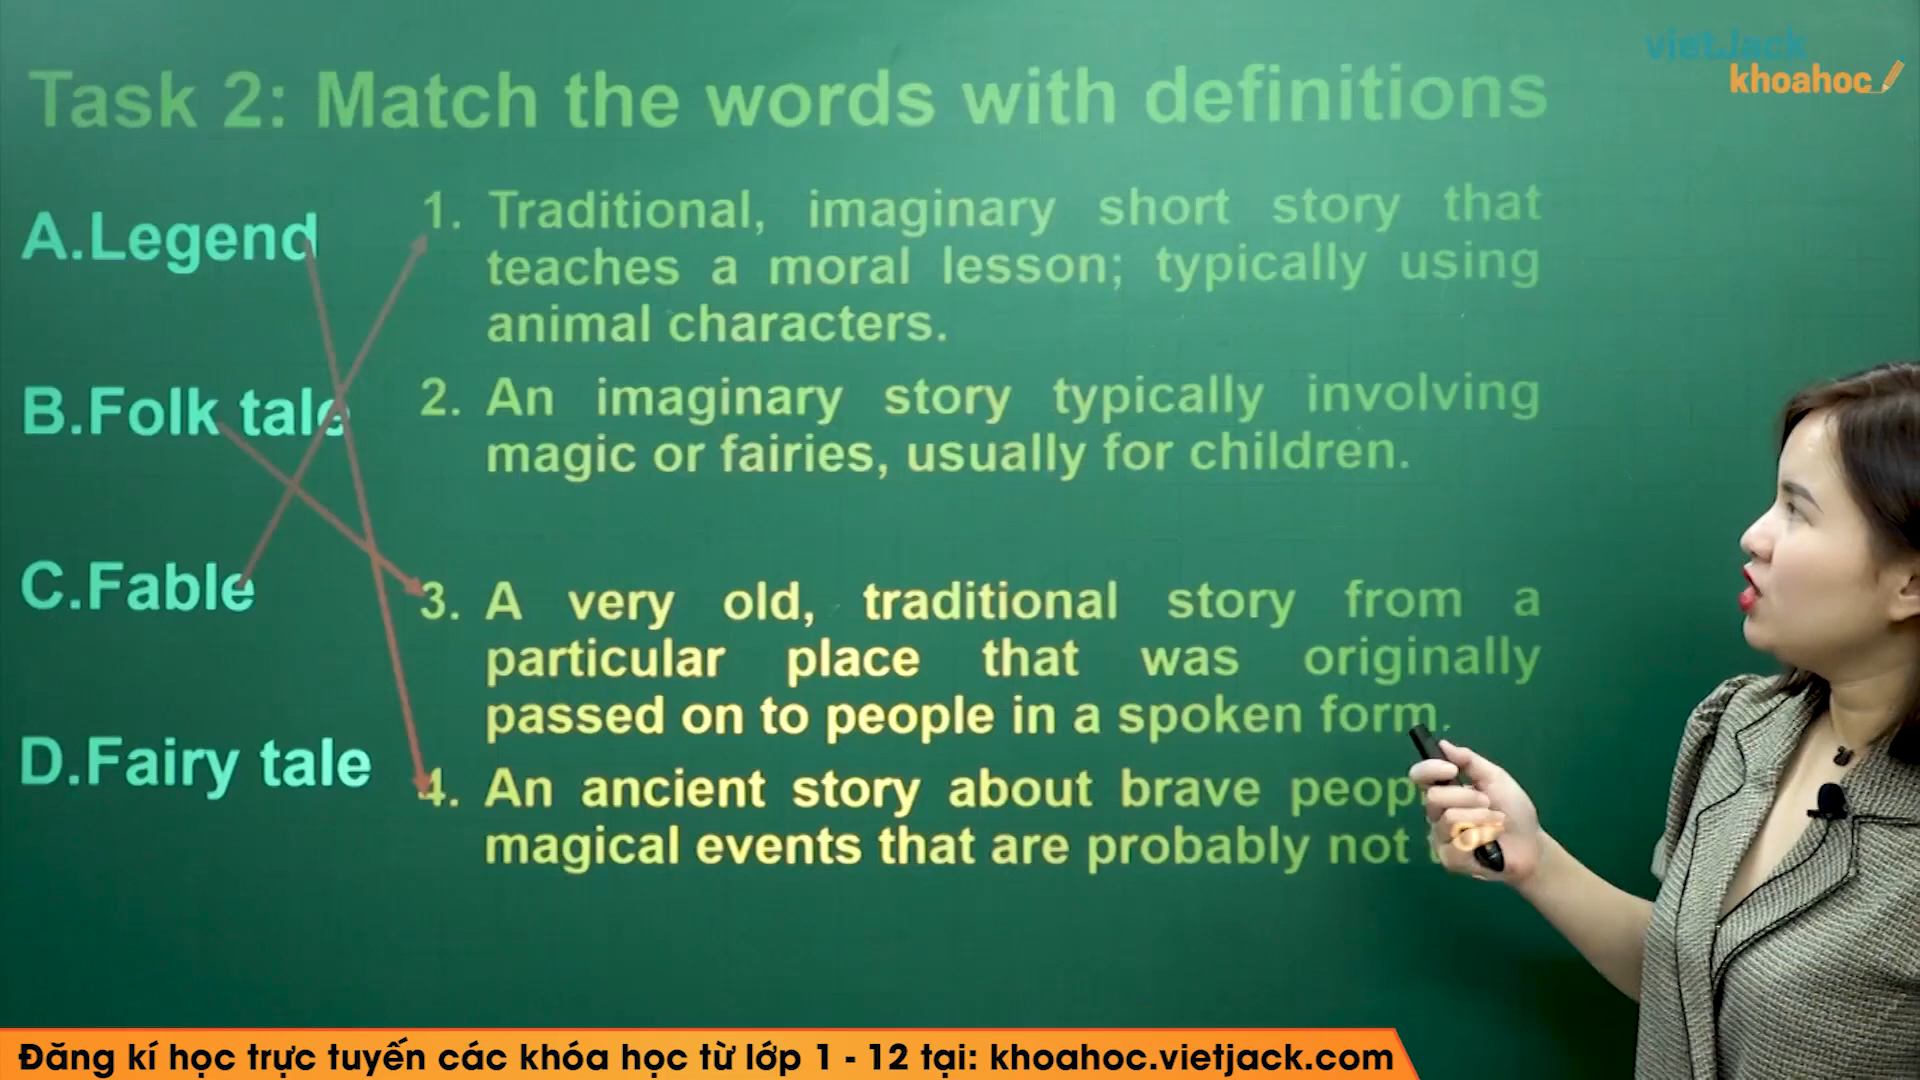 vietJack
khoahoc
Task 2: Match the words with definitions
A.Legend
B.Folk tale
C.Fable
D.Fairy tale
1. Traditional, imaginary short story that
teaches a moral lesson; typically using
animal characters.
2. An imaginary story typically involving
magic or fairies, usually for children.
3. A very old, traditional story from a
particular place that was originally
passed on to people in a spoken form.
4. An ancient story about brave
magical events that are probably not
Đăng kí học trực tuyến các khóa học từ lớp 1 - 12 tại: khoahoc.vietjack.com